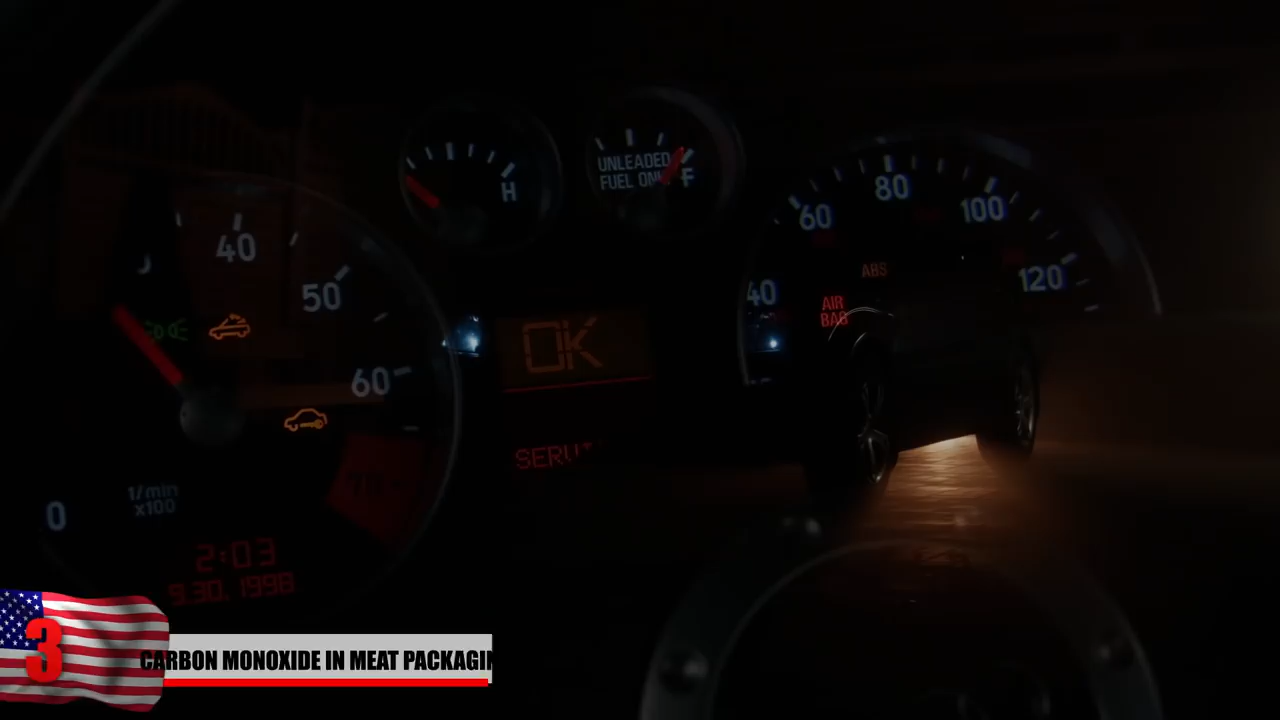 UNLEADED
FUEL ONLY
F
H
40
50
60
0
1/min
x100
2:03
9.30.1998
OK
40
60
80
100
120
ABS
AIR
BAG
3
CARBON MONOXIDE IN MEAT PACKAGIN